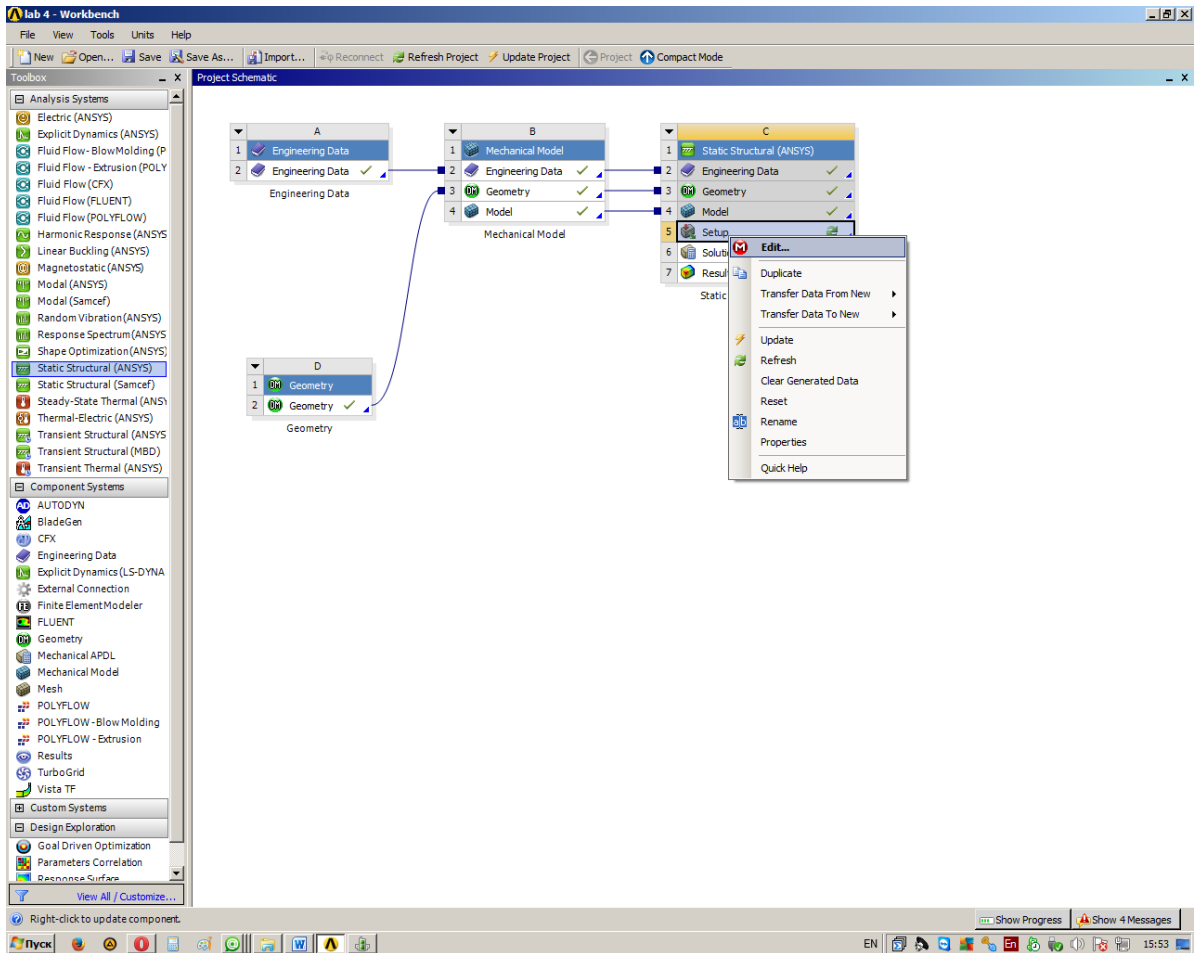 lab 4 - Workbench
File View Tools Units Help
New Open... Save Save As... Import... Reconnect Refresh Project Update Project Project Compact Mode
Toolbox
Project Schematic
Analysis Systems
Electric (ANSYS)
Explicit Dynamics (ANSYS)
Fluid Flow- BlowMolding (P
Fluid Flow - Extrusion (POLY
Fluid Flow (CFX)
Fluid Flow (FLUENT)
Fluid Flow (POLYFLOW)
Harmonic Response (ANSYS
Linear Buckling (ANSYS)
Magnetostatic (ANSYS)
Modal (ANSYS)
Modal (Samcef)
Random Vibration (ANSYS)
Response Spectrum (ANSYS
Shape Optimization (ANSYS)
Static Structural (ANSYS)
Static Structural (Samcef)
Steady-State Thermal (ANSY
Thermal-Electric (ANSYS)
Transient Structural (ANSYS
Transient Structural (MBD)
Transient Thermal (ANSYS)
Component Systems
AUTODYN
BladeGen
CFX
Engineering Data
Explicit Dynamics (LS-DYNA
External Connection
Finite Element Modeler
FLUENT
Geometry
Mechanical APDL
Mechanical Model
Mesh
POLYFLOW
POLYFLOW - Blow Molding
POLYFLOW - Extrusion
Results
TurboGrid
Vista TF
Custom Systems
Design Exploration
Goal Driven Optimization
Parameters Correlation
Response Surface
View All / Customize...
A
1 Engineering Data
2 Engineering Data
Engineering Data
B
1 Mechanical Model
2 Engineering Data
3 Geometry
4 Model
Mechanical Model
C
1 Static Structural (ANSYS)
2 Engineering Data
3 Geometry
4 Model
5 Setup
6 Soluti
7 Resul
Static
D
1 Geometry
2 Geometry
Geometry
Edit...
Duplicate
Transfer Data From New
Transfer Data To New
Update
Refresh
Clear Generated Data
Reset
Rename
Properties
Quick Help
Right-click to update component.
Show Progress
Show 4 Messages
Пуск
EN
En
15:53